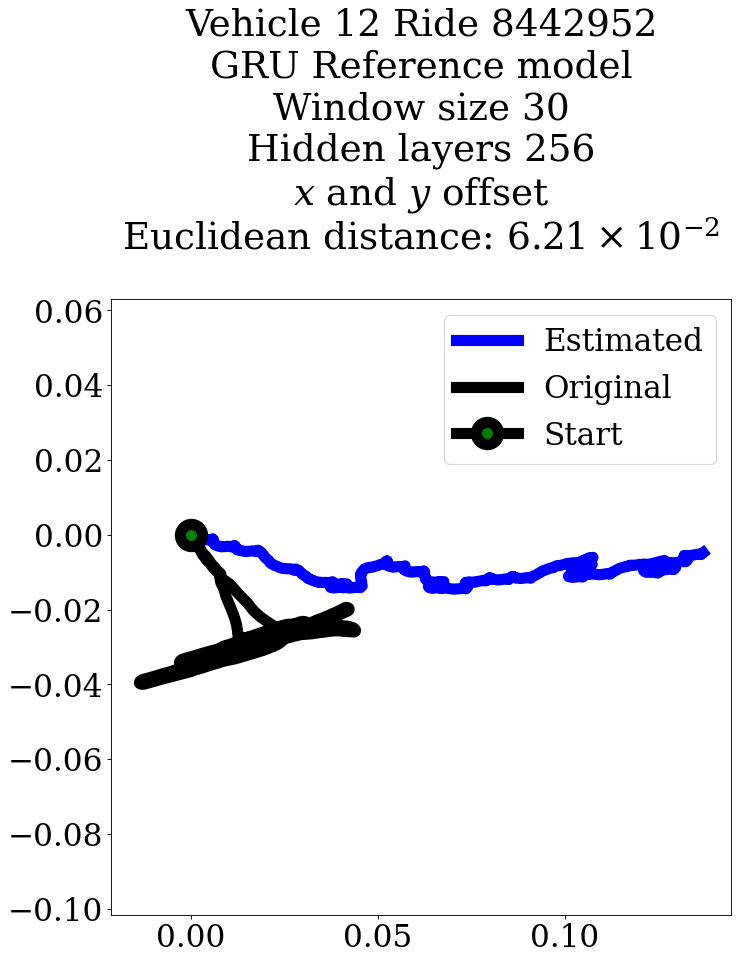 Vehicle 12 Ride 8442952
GRU Reference model
Window size 30
Hidden layers 256
x and y offset
Euclidean distance: 6.21 × 10⁻²
0.06
0.04
0.02
0.00
−0.02
−0.04
−0.06
−0.08
−0.10
Estimated
Original
Start
0.00 0.05 0.10